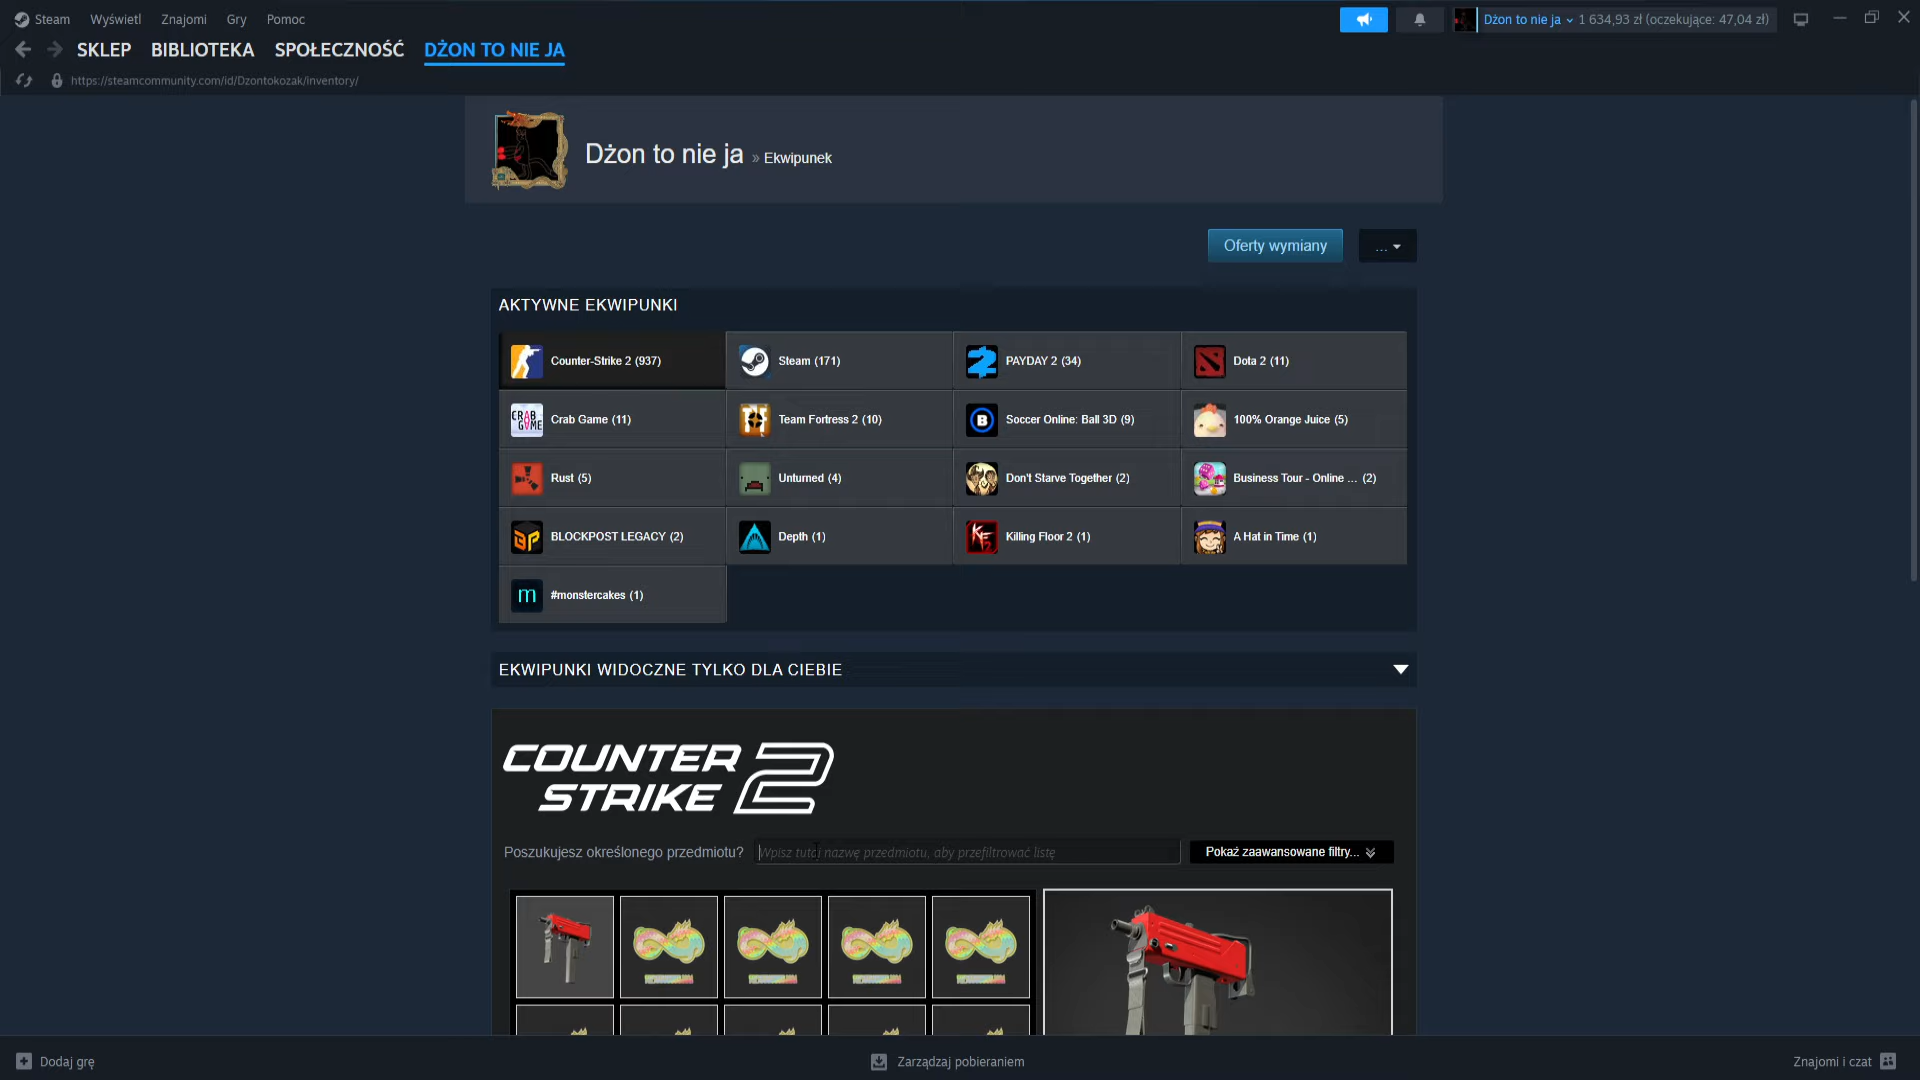 Steam Wyświetl Znajomi Gry Pomoc
Dżon to nie ja 1 634,93 zł (oczekujące: 47,04 zł)
SKLEP BIBLIOTEKA SPOŁECZNOŚĆ DŻON TO NIE JA
https://steamcommunity.com/id/Dzontokozak/inventory/
Dżon to nie ja » Ekwipunek
Oferty wymiany ...
AKTYWNE EKWIPUNKI
Counter-Strike 2 (937) Steam (171) PAYDAY 2 (34) Dota 2 (11)
Crab Game (11) Team Fortress 2 (10) Soccer Online: Ball 3D (9) 100% Orange Juice (5)
Rust (5) Unturned (4) Don't Starve Together (2) Business Tour - Online ... (2)
BLOCKPOST LEGACY (2) Depth (1) Killing Floor 2 (1) A Hat in Time (1)
#monstercakes (1)
EKWIPUNKI WIDOCZNE TYLKO DLA CIEBIE
COUNTER
STRIKE 2
Poszukujesz określonego przedmiotu? Wpisz tutaj nazwę przedmiotu, aby przefiltrować listę Pokaż zaawansowane filtry...
Dodaj grę Zarządzaj pobieraniem Znajomi i czat